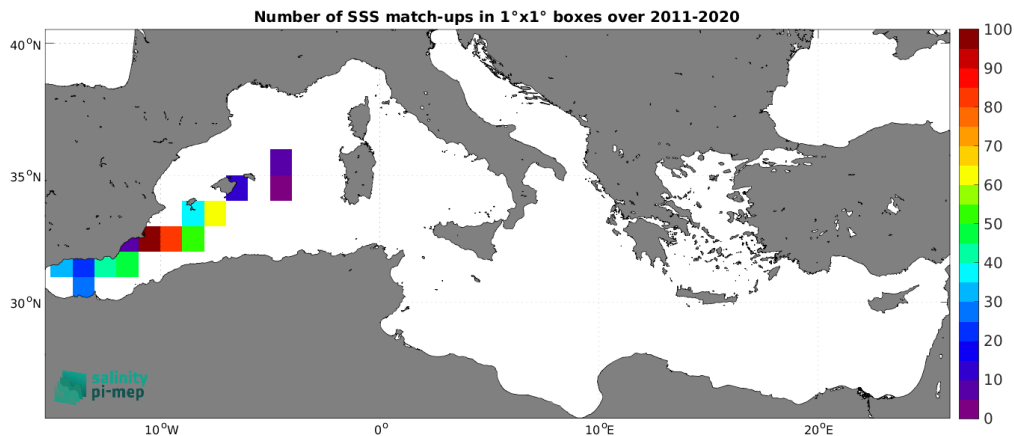 Number of SSS match-ups in 1°x1° boxes over 2011-2020
40°N
35°N
30°N
10°W
0°
10°E
20°E
100
90
80
70
60
50
40
30
20
10
0
salinity
pi-mep